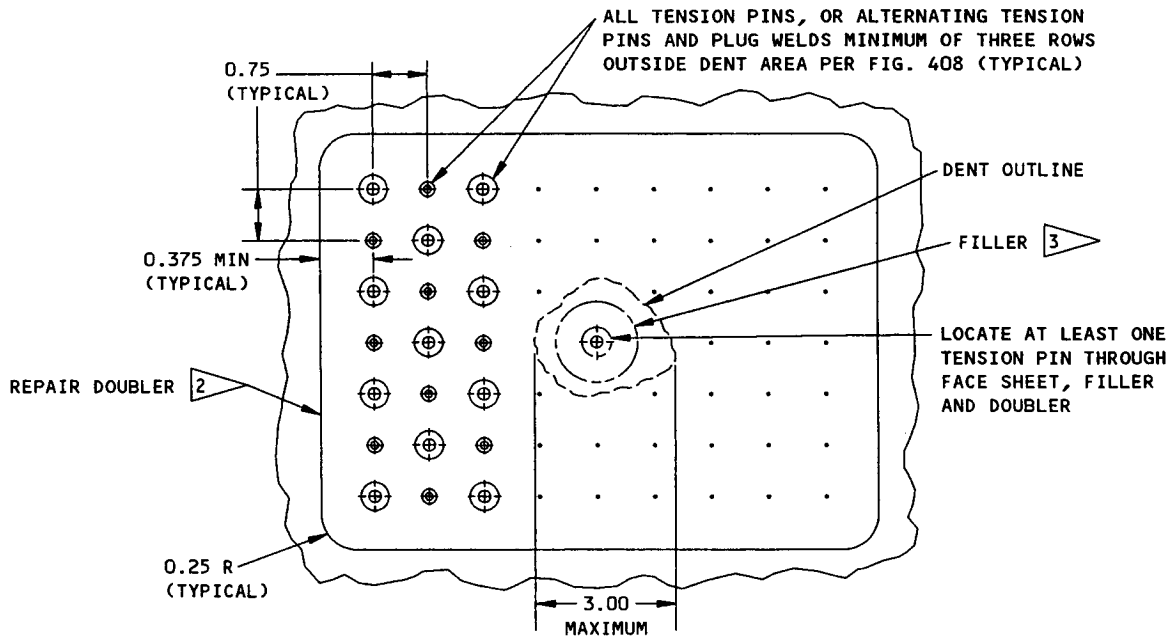 ALL TENSION PINS, OR ALTERNATING TENSION
PINS AND PLUG WELDS MINIMUM OF THREE ROWS
OUTSIDE DENT AREA PER FIG. 408 (TYPICAL)
0.75
(TYPICAL)
DENT OUTLINE
FILLER 3
0.375 MIN
(TYPICAL)
LOCATE AT LEAST ONE
TENSION PIN THROUGH
FACE SHEET, FILLER
AND DOUBLER
REPAIR DOUBLER 2
0.25 R
(TYPICAL)
3.00
MAXIMUM